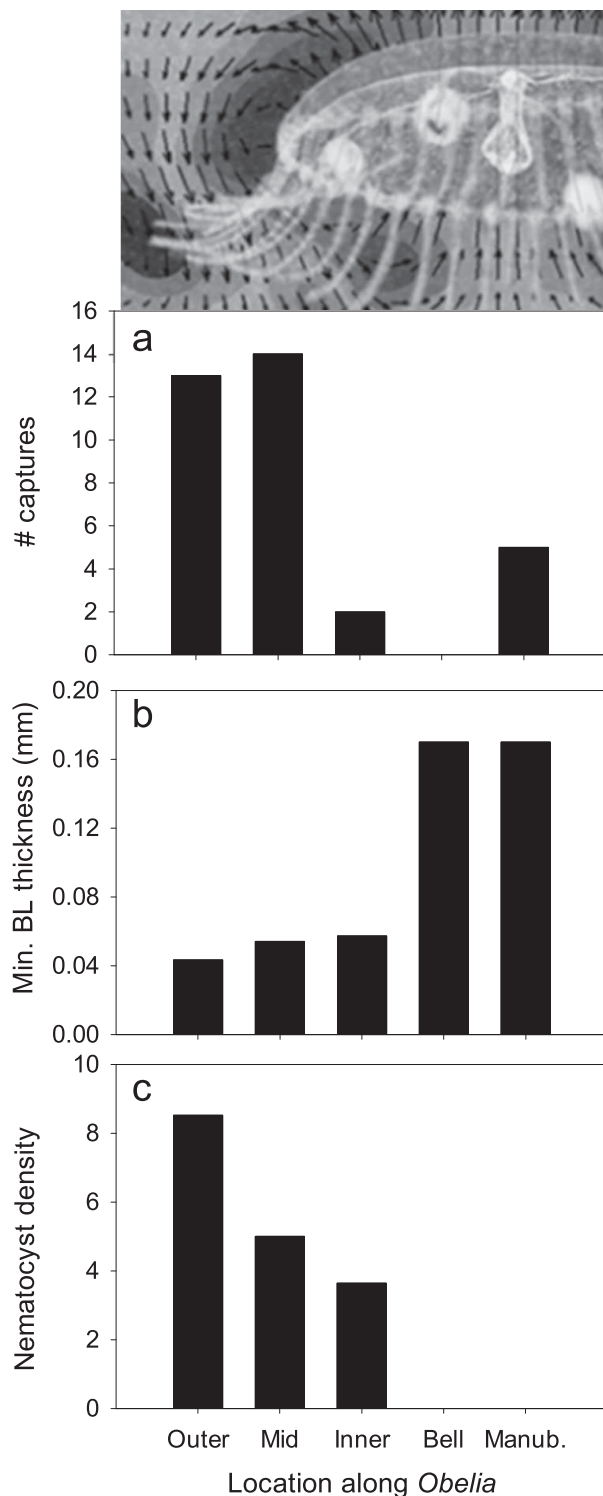 a
# captures
16
14
12
10
8
6
4
2
0
b
Min. BL thickness (mm)
0.20
0.16
0.12
0.08
0.04
0.00
c
Nematocyst density
10
8
6
4
2
0
Outer Mid Inner Bell Manub.
Location along Obelia